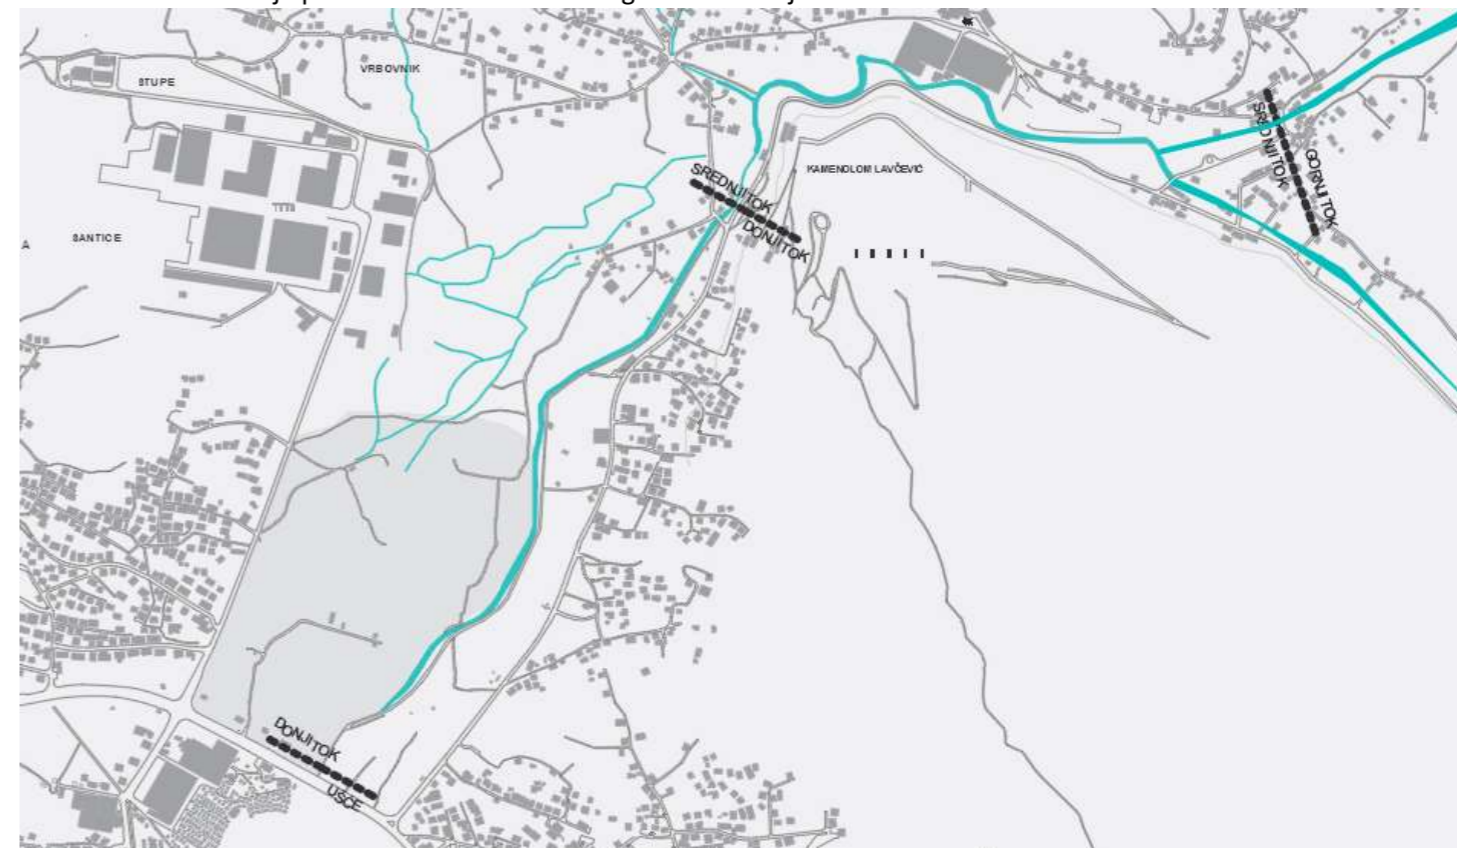 VRBOVNIK
STUPE
SREDNJI TOK
GORNJI TOK
KAMENOLOM LAVČEVIĆ
SREDNJI TOK
DONJI TOK
A
SANTICE
DONJI TOK
UŠĆE